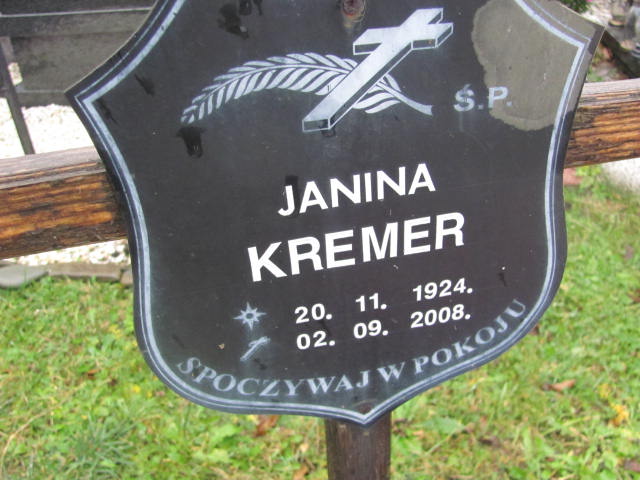 Ś.P.
JANINA
KREMER
20. 11. 1924.
02. 09. 2008.
SPOCZYWAJ W POKOJU